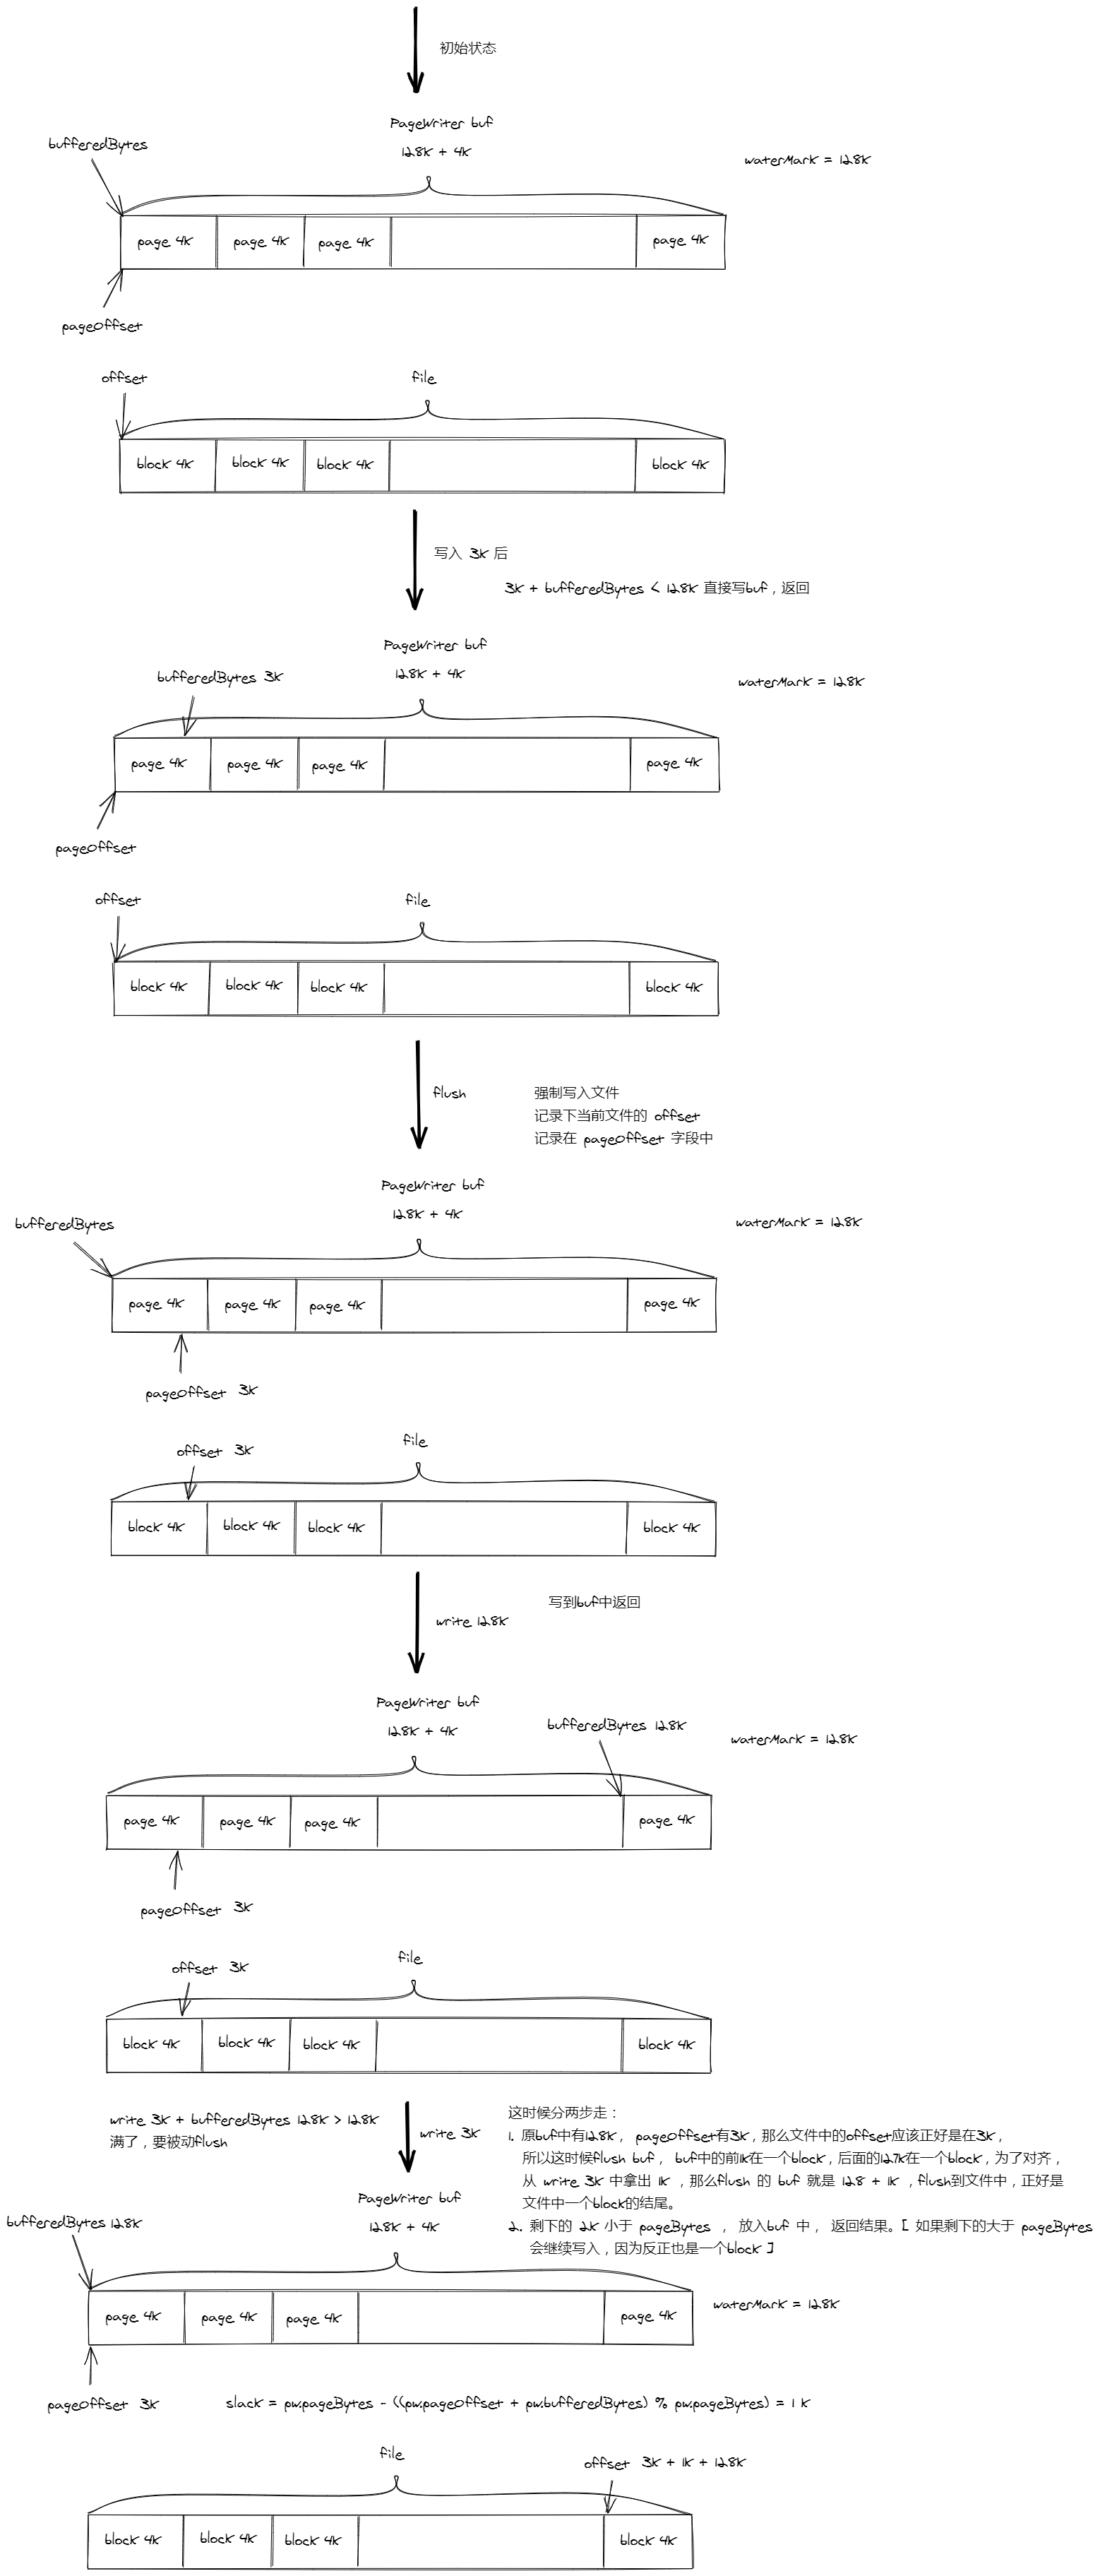 初始状态
PageWriter buf
bufferedBytes
128K + 4K
waterMark = 128K
page 4K page 4K page 4K page 4K
pageOffset
offset file
block 4K block 4K block 4K block 4K
写入 3K 后
3K + bufferedBytes < 128K 直接写buf，返回
PageWriter buf
bufferedBytes 3K 128K + 4K
waterMark = 128K
page 4K page 4K page 4K page 4K
pageOffset
offset file
block 4K block 4K block 4K block 4K
flush
强制写入文件
记录下当前文件的 offset
记录在 pageOffset 字段中
PageWriter buf
128K + 4K
bufferedBytes waterMark = 128K
page 4K page 4K page 4K page 4K
pageOffset 3K
offset 3K file
block 4K block 4K block 4K block 4K
写到buf中返回
write 128K
PageWriter buf
128K + 4K
bufferedBytes 128K
waterMark = 128K
page 4K page 4K page 4K page 4K
pageOffset 3K
file
offset 3K
block 4K block 4K block 4K block 4K
write 3K + bufferedBytes 128K > 128K
满了，要被动flush
write 3K
这时候分两步走：
1. 原buf中有128K， pageOffset有3K，那么文件中的offset应该正好是在3K，
所以这时候flush buf， buf中的前1K在一个block，后面的127K在一个block，为了对齐，
从 write 3K 中拿出 1K ，那么flush 的 buf 就是 128 + 1K ，flush到文件中，正好是
文件中一个block的结尾。
2. 剩下的 2K 小于 pageBytes ， 放入buf 中， 返回结果。[ 如果剩下的大于 pageBytes
会继续写入，因为反正也是一个block ]
PageWriter buf
128K + 4K
bufferedBytes 128K
page 4K page 4K page 4K page 4K
waterMark = 128K
pageOffset 3K
slack = pw.pageBytes - ((pw.pageOffset + pw.bufferedBytes) % pw.pageBytes) = 1 K
file
offset 3K + 1K + 128K
block 4K block 4K block 4K block 4K